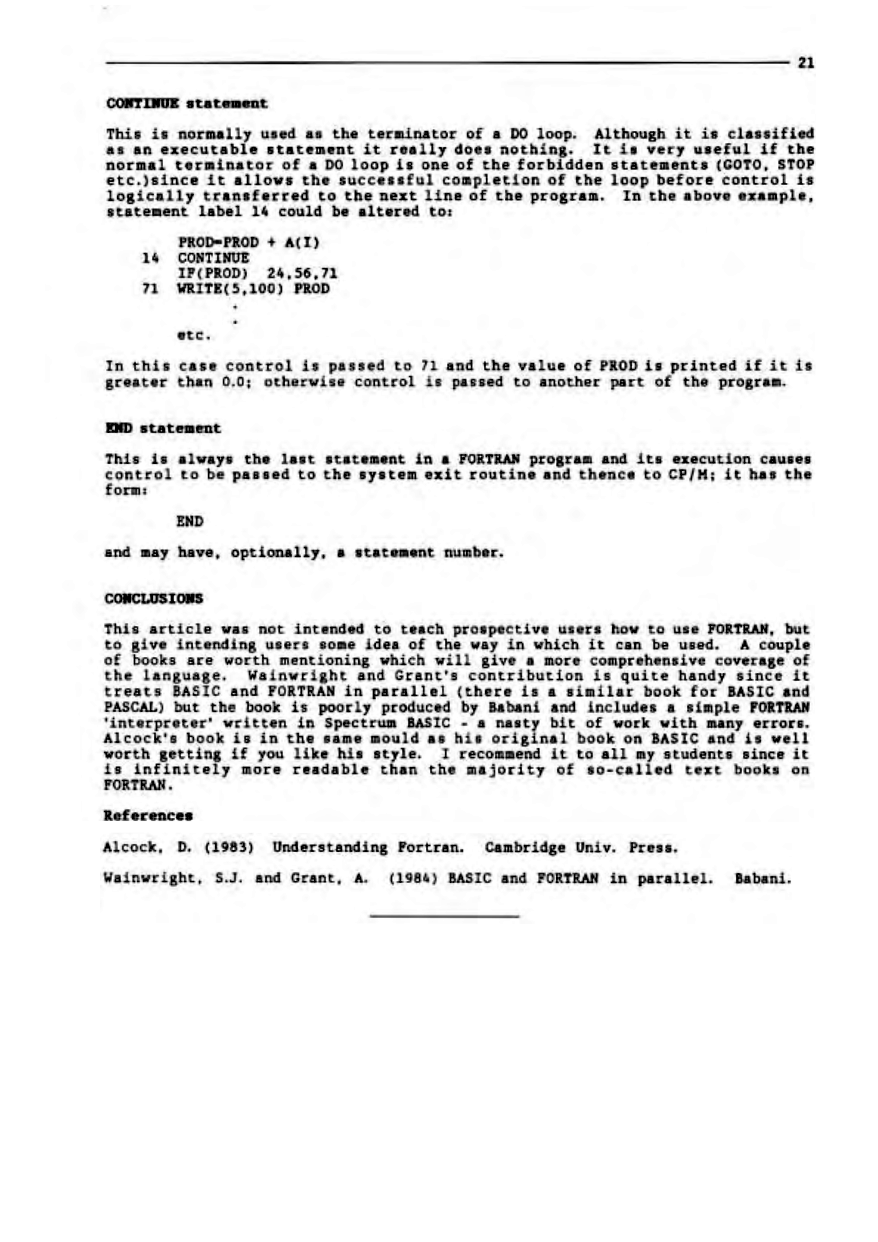 21
CONTINUE statement
This is normally used as the terminator of a DO loop. Although it is classified
as an executable statement it really does nothing. It is very useful if the
normal terminator of a DO loop is one of the forbidden statements (GOTO, STOP
etc.)since it allows the successful completion of the loop before control is
logically transferred to the next line of the program. In the above example,
statement label 14 could be altered to:
PROD=PROD + A(I)
14 CONTINUE
IF(PROD) 24,56,71
71 WRITE(5,100) PROD
.
.
etc.
In this case control is passed to 71 and the value of PROD is printed if it is
greater than 0.0; otherwise control is passed to another part of the program.
END statement
This is always the last statement in a FORTRAN program and its execution causes
control to be passed to the system exit routine and thence to CP/M; it has the
form:
END
and may have, optionally, a statement number.
CONCLUSIONS
This article was not intended to teach prospective users how to use FORTRAN, but
to give intending users some idea of the way in which it can be used. A couple
of books are worth mentioning which will give a more comprehensive coverage of
the language. Wainwright and Grant's contribution is quite handy since it
treats BASIC and FORTRAN in parallel (there is a similar book for BASIC and
PASCAL) but the book is poorly produced by Babani and includes a simple FORTRAN
'interpreter' written in Spectrum BASIC - a nasty bit of work with many errors.
Alcock's book is in the same mould as his original book on BASIC and is well
worth getting if you like his style. I recommend it to all my students since it
is infinitely more readable than the majority of so-called text books on
FORTRAN.
References
Alcock, D. (1983) Understanding Fortran. Cambridge Univ. Press.
Wainwright, S.J. and Grant, A. (1984) BASIC and FORTRAN in parallel. Babani.